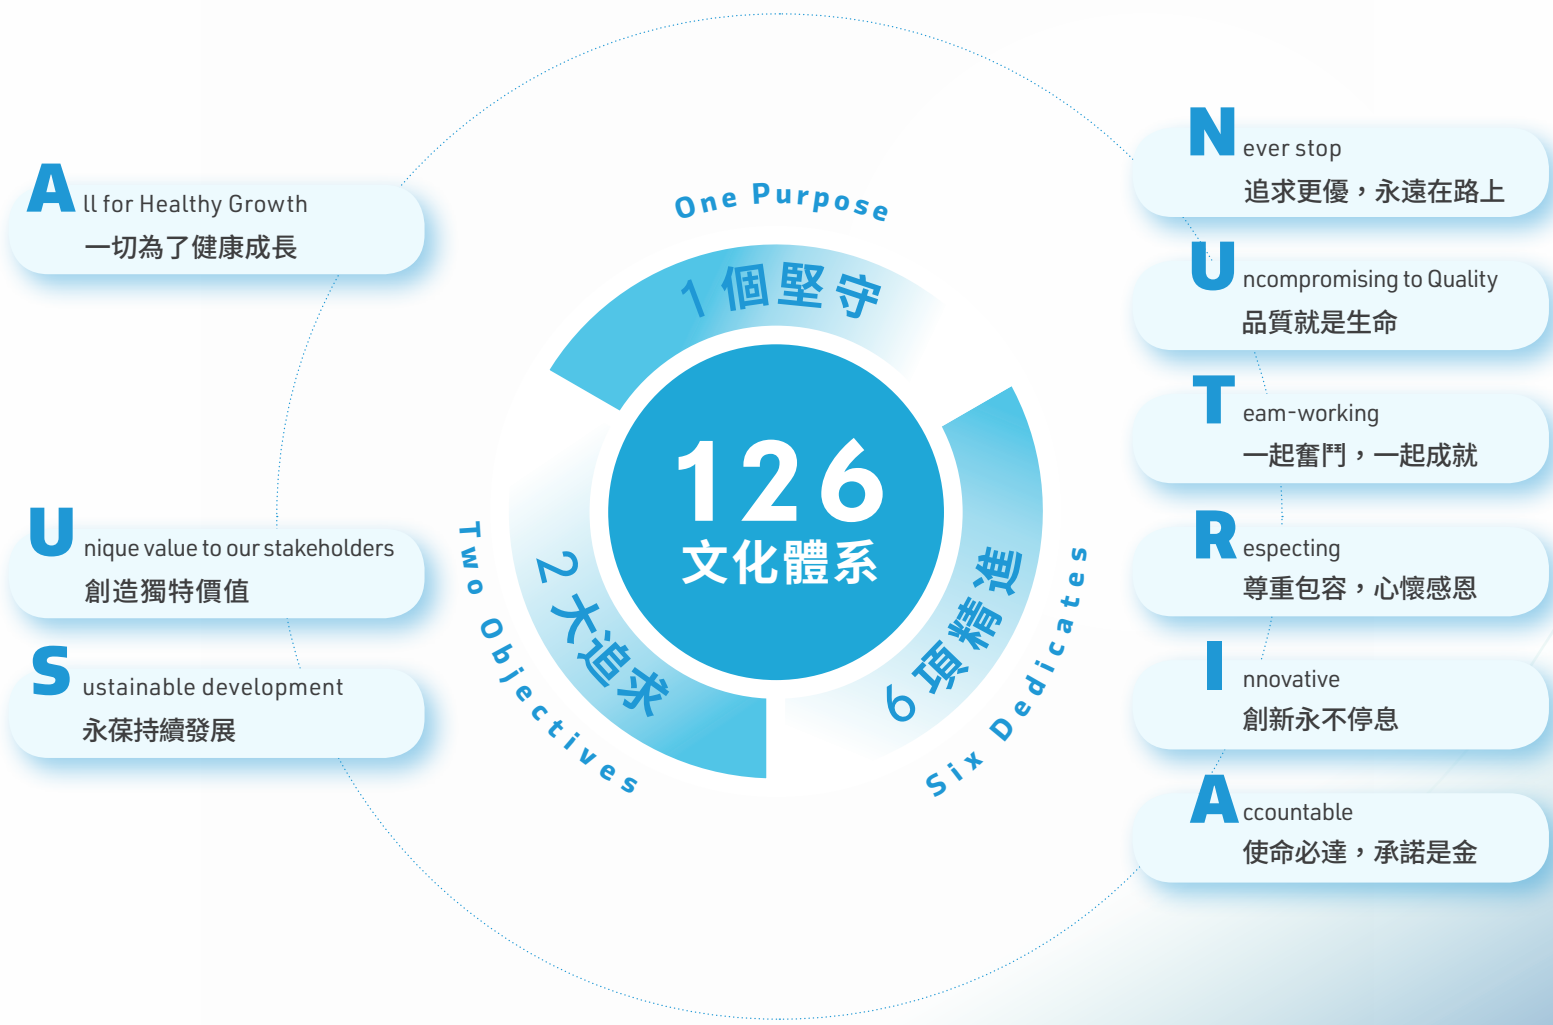 All for Healthy Growth
一切為了健康成長
Unique value to our stakeholders
創造獨特價值
Sustainable development
永葆持續發展
One Purpose
1個堅守
126
文化體系
Two Objectives
2大追求
Six Dedicates
6項精進
Never stop
追求更優，永遠在路上
Uncompromising to Quality
品質就是生命
Team-working
一起奮鬥，一起成就
Respecting
尊重包容，心懷感恩
Innovative
創新永不停息
Accountable
使命必達，承諾是金